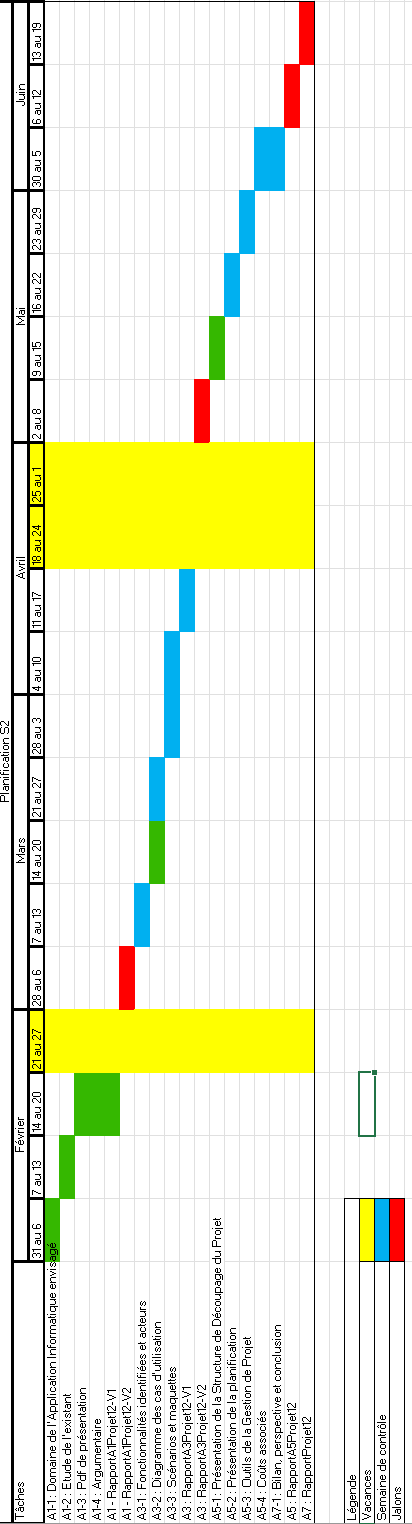 Planification S2
Février Mars Avril Mai Juin
Tâches 31 au 6 7 au 13 14 au 20 21 au 27 28 au 6 7 au 13 14 au 20 21 au 27 28 au 3 4 au 10 11 au 17 18 au 24 25 au 1 2 au 8 9 au 15 16 au 22 23 au 29 30 au 5 6 au 12 13 au 19
A1-1 : Domaine de l'Application Informatique envisagé
A1-2 : Etude de l'existant
A1-3 : Pdf de présentation
A1-4 : Argumentaire
A1 - RapportA1Projet12-V1
A1 - RapportA1Projet12-V2
A3-1 : Fonctionnalités identifiées et acteurs
A3-2 : Diagramme des cas d'utilisation
A3-3 : Scénarios et maquettes
A3 : RapportA3Projet12-V1
A3 : RapportA3Projet12-V2
A5-1 : Présentation de la Structure de Découpage du Projet
A5-2 : Présentation de la planification
A5-3 : Outils de la Gestion de Projet
A5-4 : Coûts associés
A7-1 : Bilan, perspective et conclusion
A5 : RapportA5Projet12
A7 : RapportProjet12
Légende
Vacances
Semaine de contrôle
Jalons